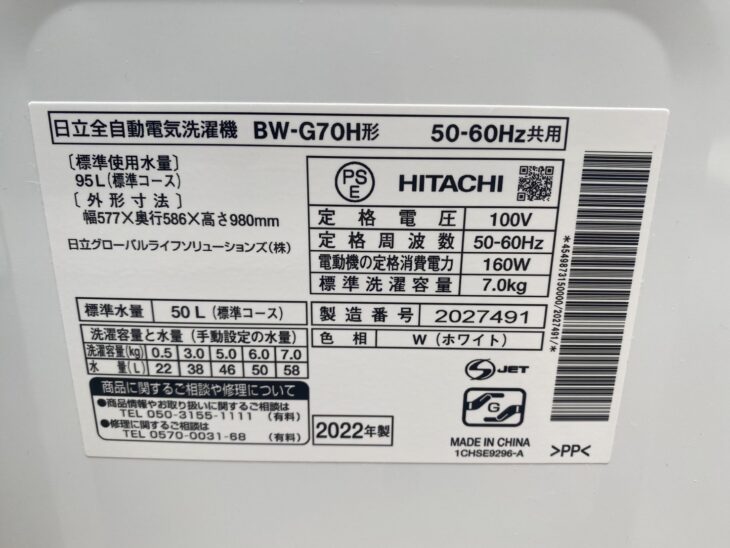 日立全自動電気洗濯機 BW-G70H形 50-60Hz共用
〔標準使用水量〕
95L(標準コース)
〔外形寸法〕
幅577×奥行586×高さ980mm
日立グローバルライフソリューションズ(株)
PS
E
HITACHI
定格電圧 100V
定格周波数 50-60Hz
電動機の定格消費電力 160W
標準洗濯容量 7.0kg
標準水量 50L(標準コース)
洗濯容量と水量(手動設定の水量)
洗濯容量(kg) 0.5 3.0 5.0 6.0 7.0
水量(L) 22 38 46 50 58
商品に関するご相談や修理について
●商品情報やお取り扱いに関するご相談は
TEL 050-3155-1111 (有料)
●修理に関するご相談は
TEL 0570-0031-68 (有料)
製造番号 2027491
色相 W(ホワイト)
2022年製
S JET
G
MADE IN CHINA
1CHSE9296-A
>PP<
*4549873150000/2027491/*